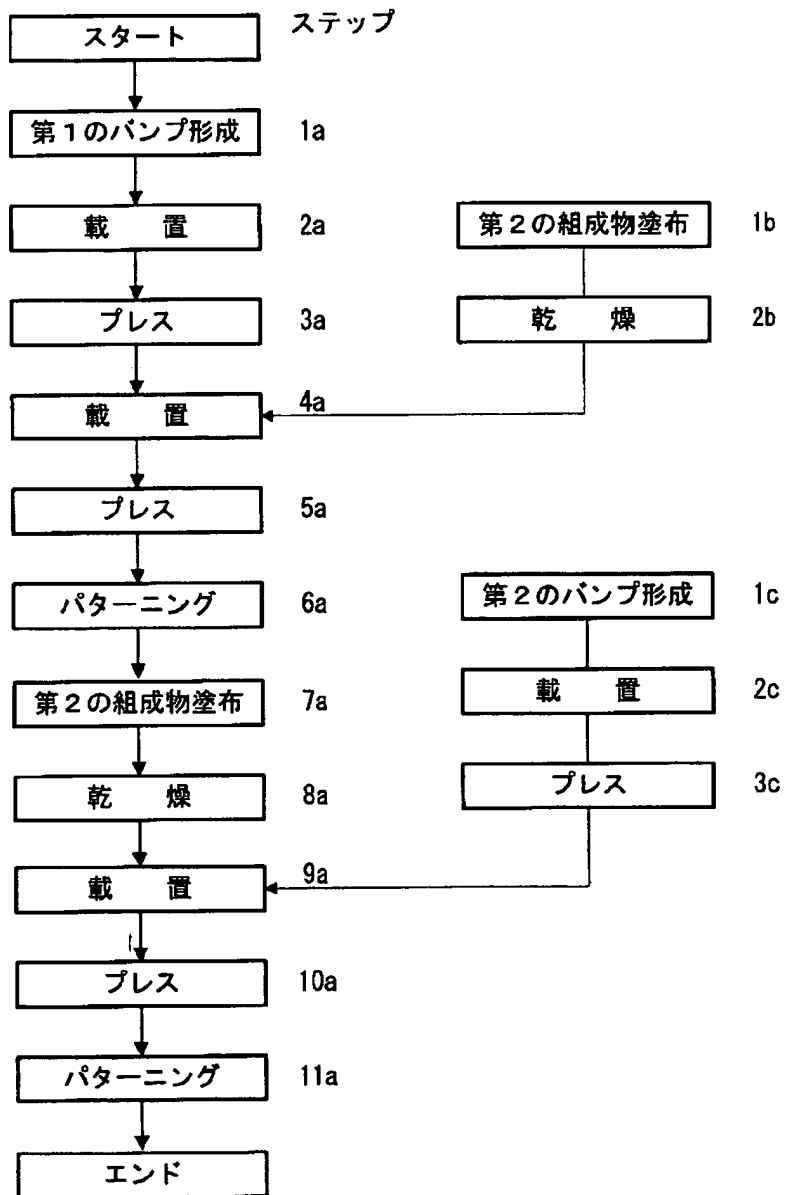 スタート ステップ
第1のバンプ形成 1a
載 置 2a 第2の組成物塗布 1b
プレス 3a 乾 燥 2b
載 置 4a
プレス 5a
パターニング 6a 第2のバンプ形成 1c
第2の組成物塗布 7a 載 置 2c
乾 燥 8a プレス 3c
載 置 9a
プレス 10a
パターニング 11a
エンド